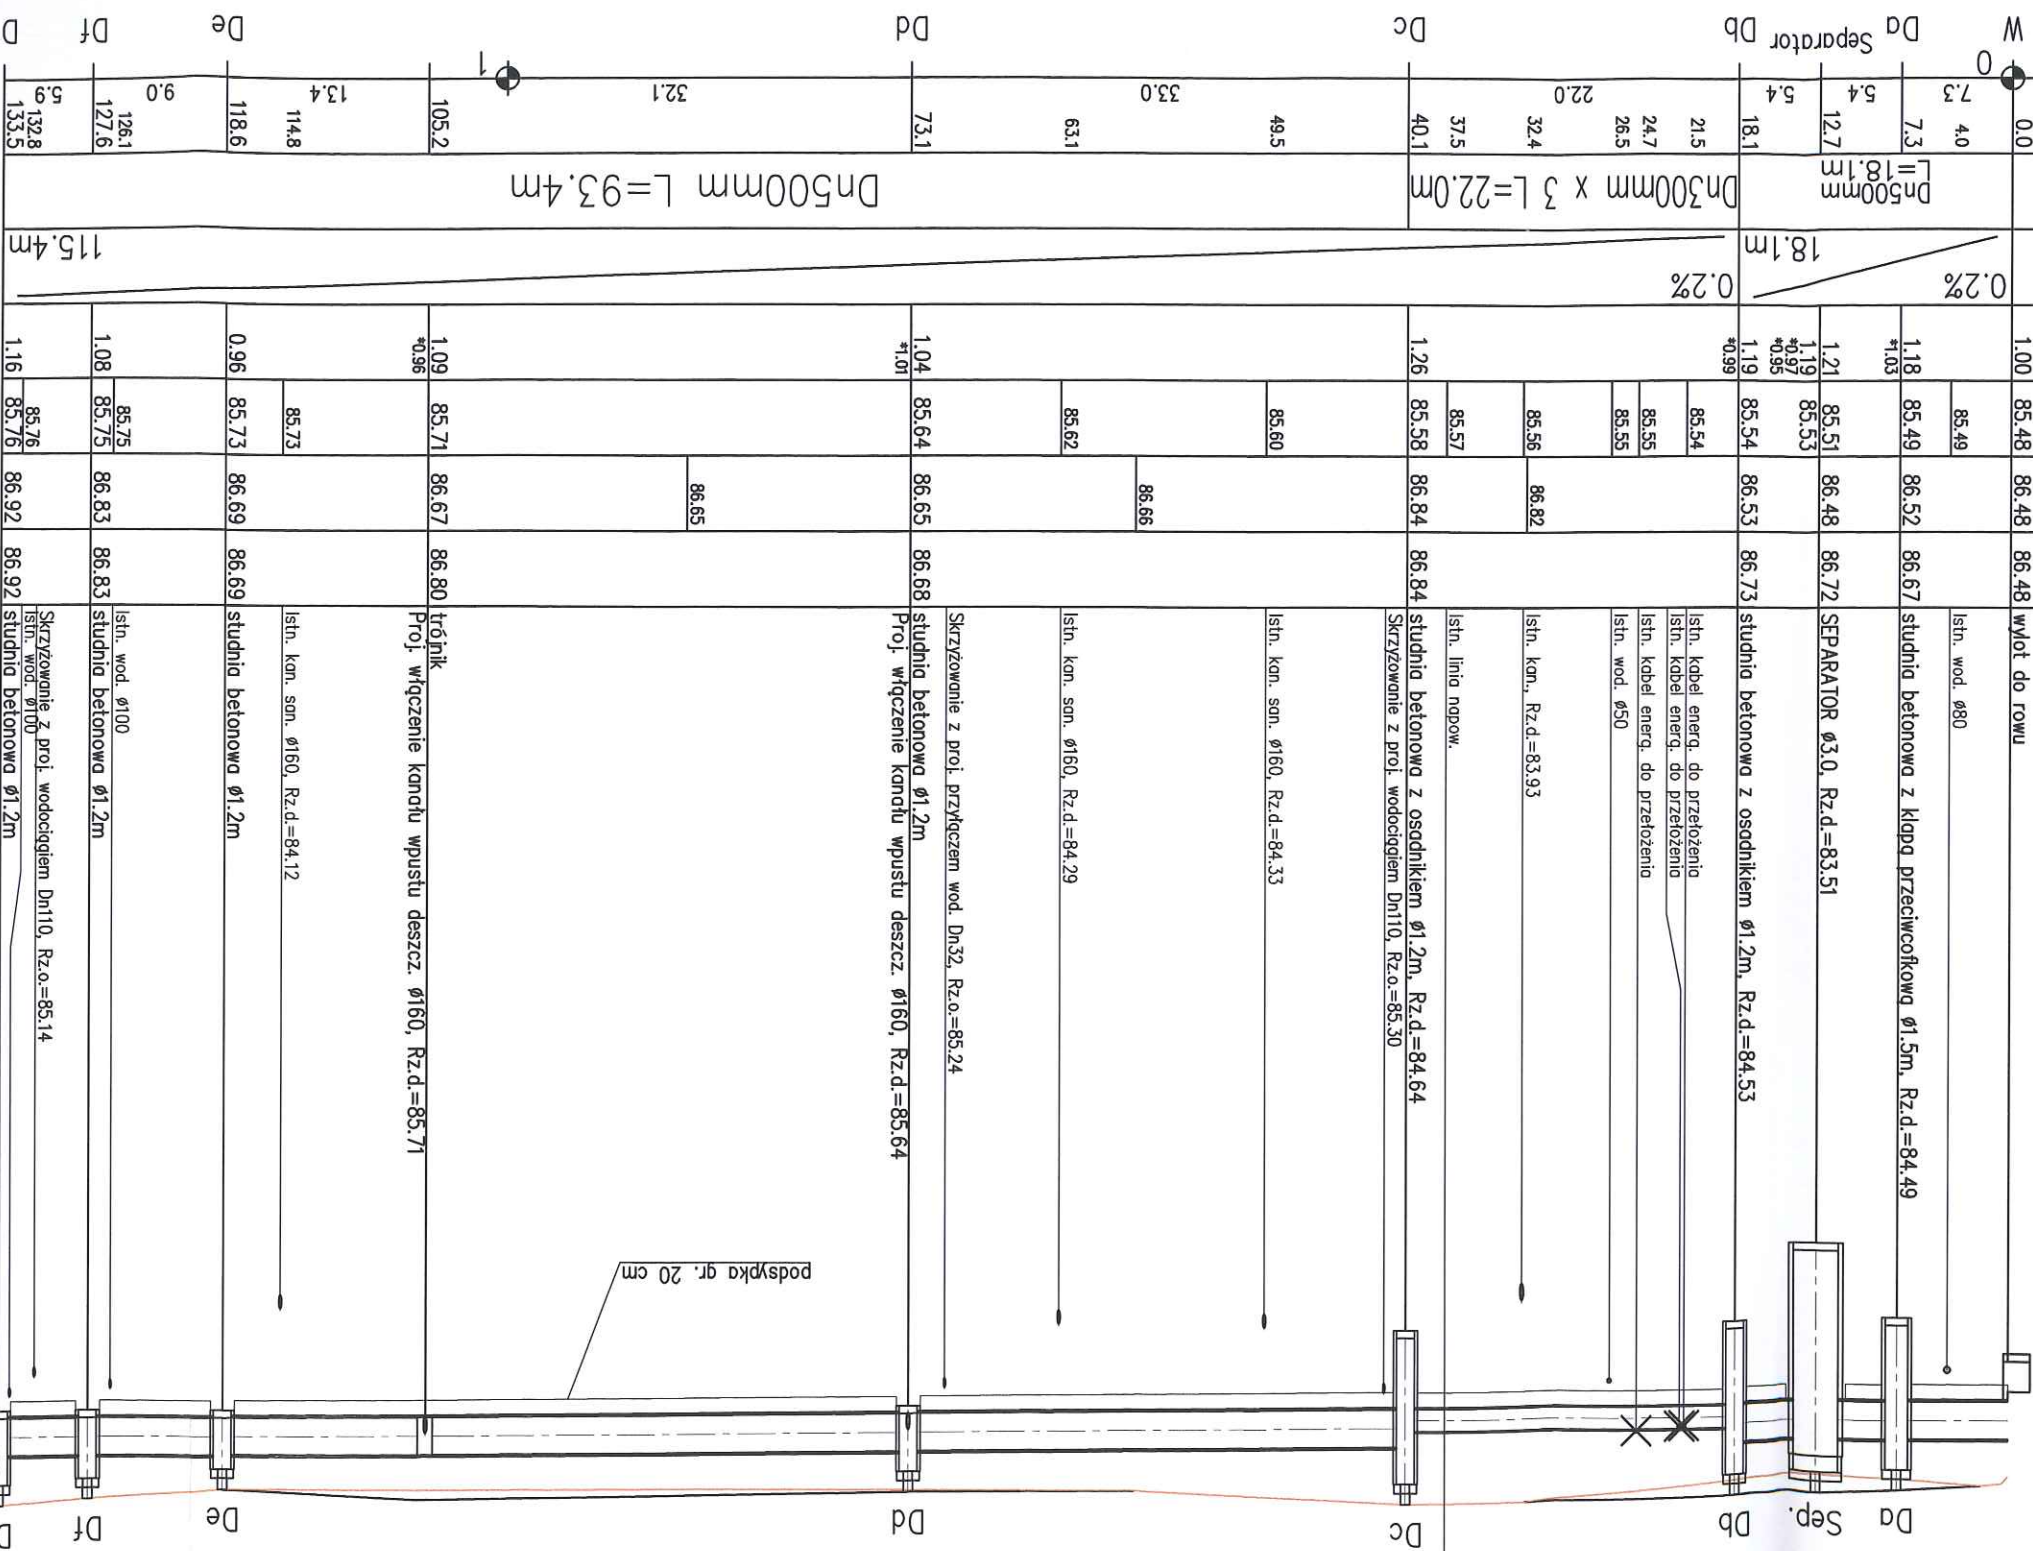 Da
Sep.
Db
Dc
Dd
De
Df
D
podsypka gr. 20 cm
wylot do rowu
Istn. wod. ø80
studnia betonowa z klapą przeciwcofkową ø1.5m, Rz.d.=84.49
SEPARATOR ø3.0, Rz.d.=83.51
studnia betonowa z osadnikiem ø1.2m, Rz.d.=84.53
Istn. kabel energ. do przełożenia
Istn. kabel energ. do przełożenia
Istn. kabel energ. do przełożenia
Istn. wod. ø50
Istn. kan., Rz.d.=83.93
Istn. linia napow.
studnia betonowa z osadnikiem ø1.2m, Rz.d.=84.64
Skrzyżowanie z proj. wodociągiem Dn110, Rz.o.=85.30
Istn. kan. san. ø160, Rz.d.=84.33
Istn. kan. san. ø160, Rz.d.=84.29
Skrzyżowanie z proj. przyłączem wod. Dn32, Rz.o.=85.24
studnia betonowa ø1.2m
Proj. włączenie kanału wpustu deszcz. ø160, Rz.d.=85.64
trójnik
Proj. włączenie kanału wpustu deszcz. ø160, Rz.d.=85.71
Istn. kan. san. ø160, Rz.d.=84.12
studnia betonowa ø1.2m
Istn. wod. ø100
studnia betonowa ø1.2m
Skrzyżowanie z proj. wodociągiem Dn110, Rz.o.=85.14
Istn. wod. ø100
studnia betonowa ø1.2m
86.48
86.67
86.72
86.73
86.84
86.68
86.80
86.69
86.83
86.92
86.48
86.52
86.48
86.53
86.82
86.84
86.66
86.65
86.65
86.67
86.69
86.83
86.92
85.48
85.49
85.49
85.51
85.53
85.54
85.54
85.55
85.55
85.56
85.57
85.58
85.60
85.62
85.64
85.71
85.73
85.73
85.75
85.75
85.76
85.76
1.00
1.18
*1.03
1.21
1.19
*0.97
*0.95
1.19
*0.99
1.26
1.04
*1.01
1.09
*0.96
0.96
1.08
1.16
0.2%
18.1m
0.2%
115.4m
Dn500mm
L=18.1m
Dn300mm x 3 L=22.0m
Dn500mm L=93.4m
0.0
4.0
7.3
12.7
18.1
21.5
24.7
26.5
32.4
37.5
40.1
49.5
63.1
73.1
105.2
114.8
118.6
126.1
127.6
132.8
133.5
7.3
5.4
5.4
22.0
33.0
32.1
13.4
9.0
5.9
0
1
W
Da
Separator
Db
Dc
Dd
De
Df
D